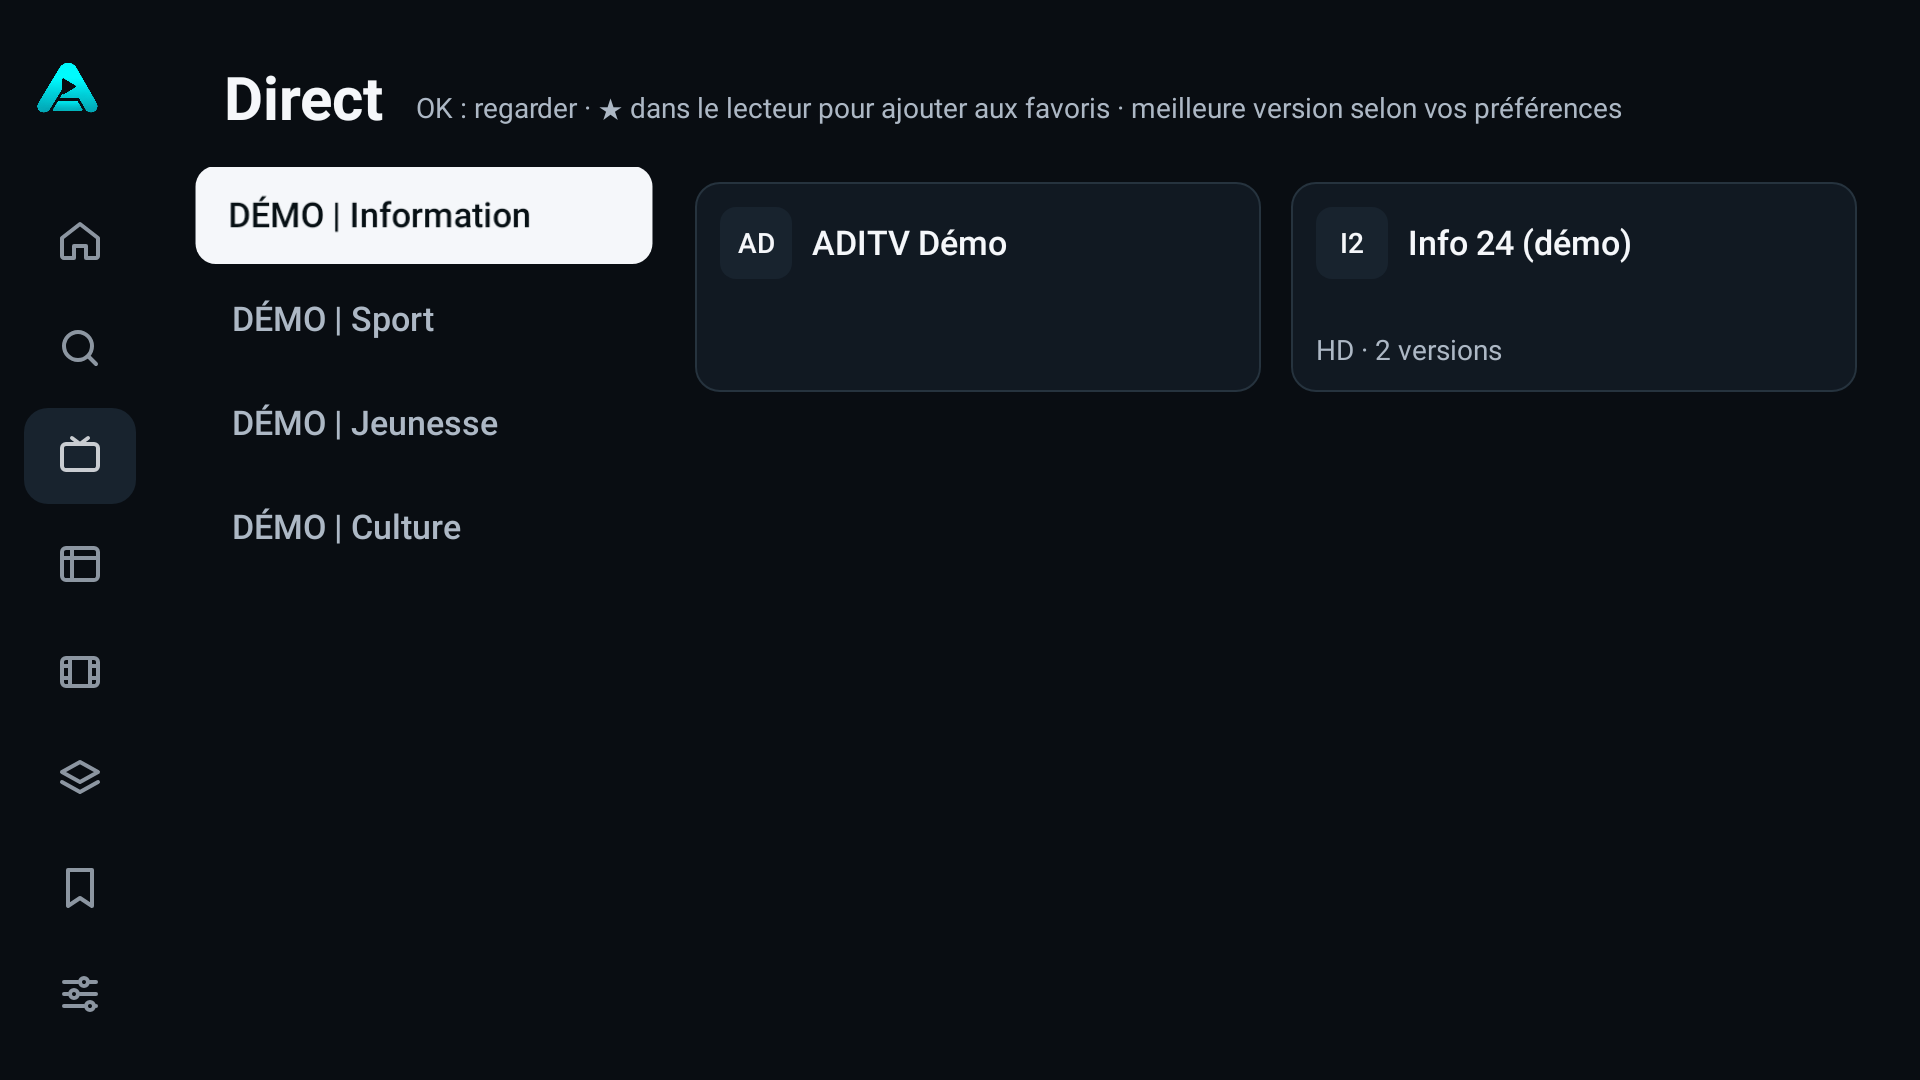 Direct
OK : regarder · ★ dans le lecteur pour ajouter aux favoris · meilleure version selon vos préférences
DÉMO | Information
DÉMO | Sport
DÉMO | Jeunesse
DÉMO | Culture
AD
ADITV Démo
I2
Info 24 (démo)
HD · 2 versions